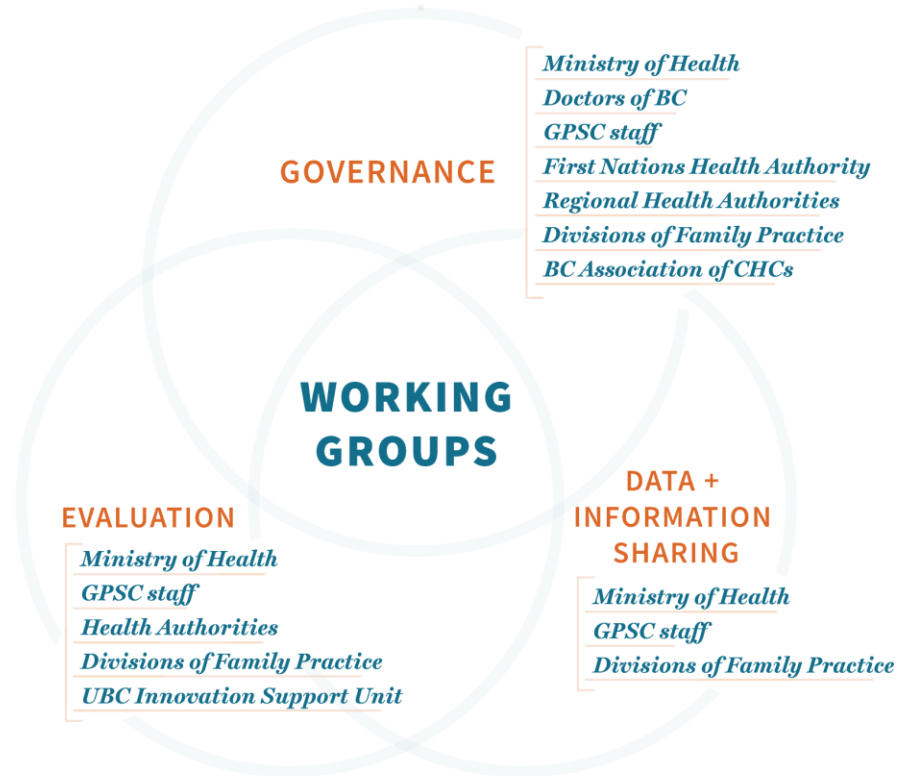 GOVERNANCE
Ministry of Health
Doctors of BC
GPSC staff
First Nations Health Authority
Regional Health Authorities
Divisions of Family Practice
BC Association of CHCs
WORKING
GROUPS
EVALUATION
Ministry of Health
GPSC staff
Health Authorities
Divisions of Family Practice
UBC Innovation Support Unit
DATA +
INFORMATION
SHARING
Ministry of Health
GPSC staff
Divisions of Family Practice